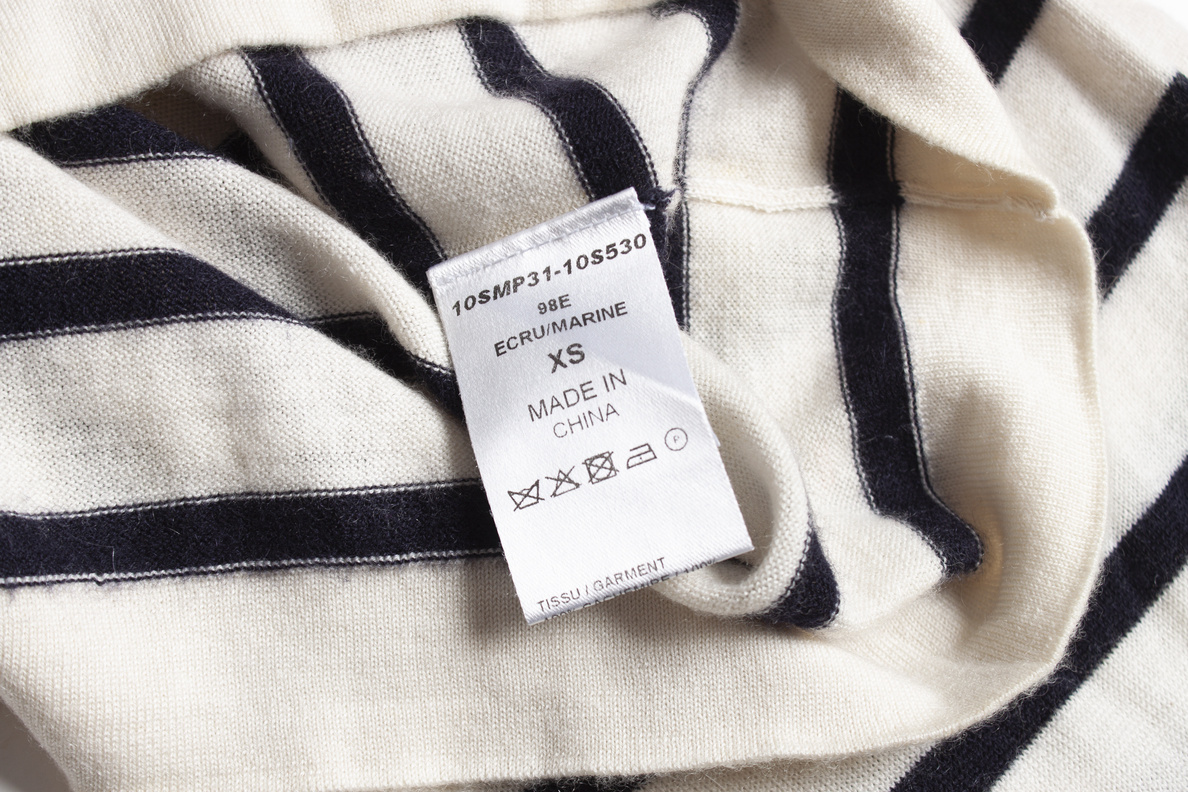 10SMP31-10S530
98E
ECRU/MARINE
XS
MADE IN
CHINA
P
TISSU / GARMENT